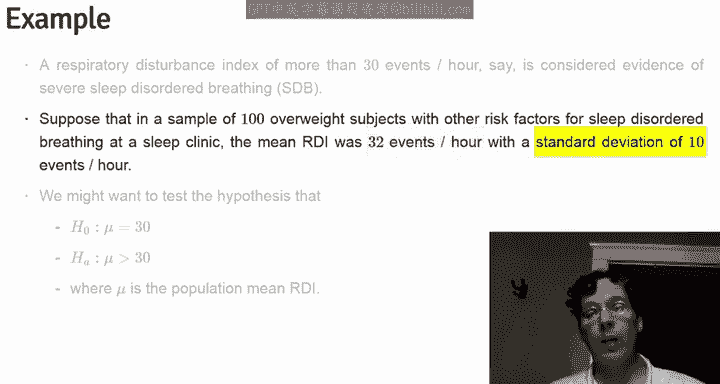 Example
· A respiratory disturbance index of more than 30 events / hour, say, is considered evidence of
severe sleep disordered breathing (SDB).
· Suppose that in a sample of 100 overweight subjects with other risk factors for sleep disordered
breathing at a sleep clinic, the mean RDI was 32 events / hour with a standard deviation of 10
events / hour.
· We might want to test the hypothesis that
- H₀ : μ = 30
- Hₐ : μ > 30
- where μ is the population mean RDI.